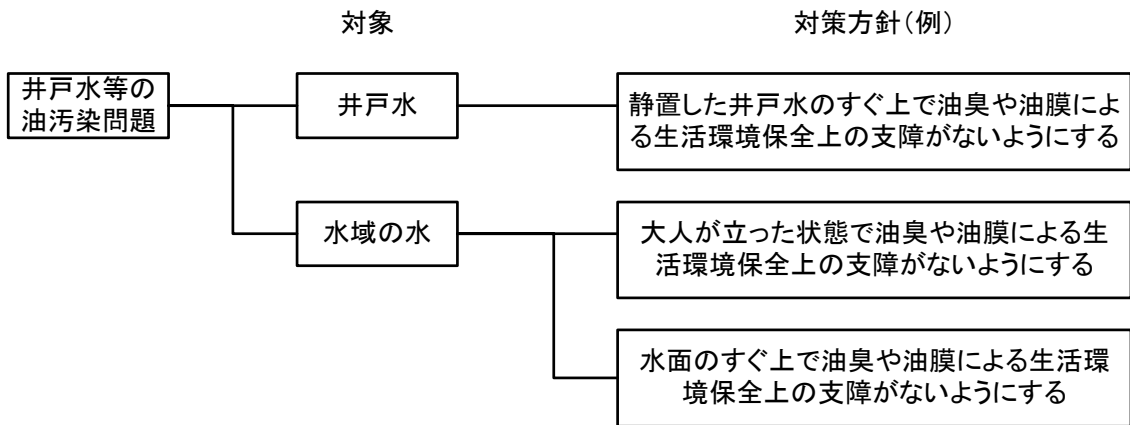 対象
対策方針(例)
井戸水等の
油汚染問題
井戸水
静置した井戸水のすぐ上で油臭や油膜によ
る生活環境保全上の支障がないようにする
水域の水
大人が立った状態で油臭や油膜による生
活環境保全上の支障がないようにする
水面のすぐ上で油臭や油膜による生活環
境保全上の支障がないようにする